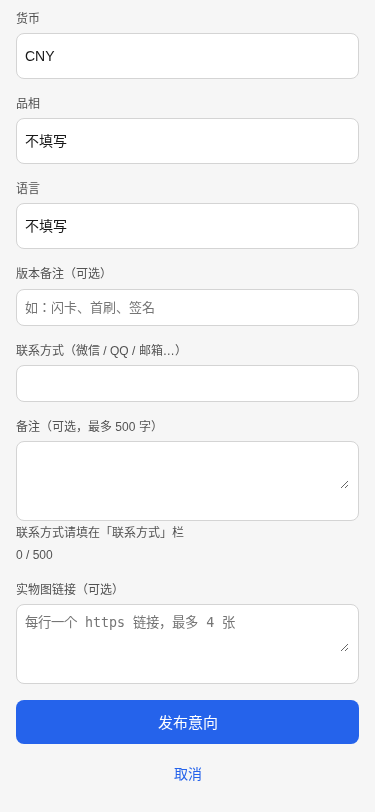 货币
CNY
品相
不填写
语言
不填写
版本备注（可选）
如：闪卡、首刷、签名
联系方式（微信 / QQ / 邮箱…）
备注（可选，最多 500 字）
联系方式请填在「联系方式」栏
0 / 500
实物图链接（可选）
每行一个 https 链接，最多 4 张
发布意向
取消